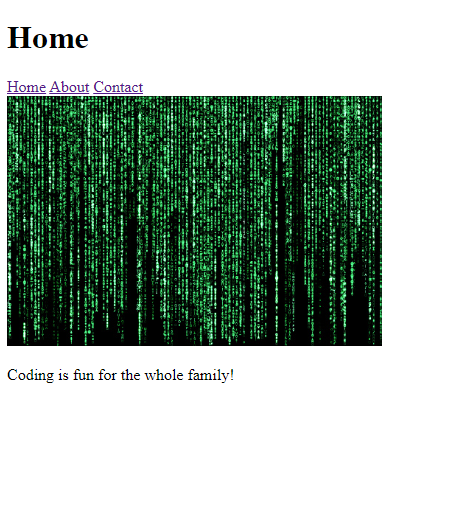 Home
Home About Contact
Coding is fun for the whole family!